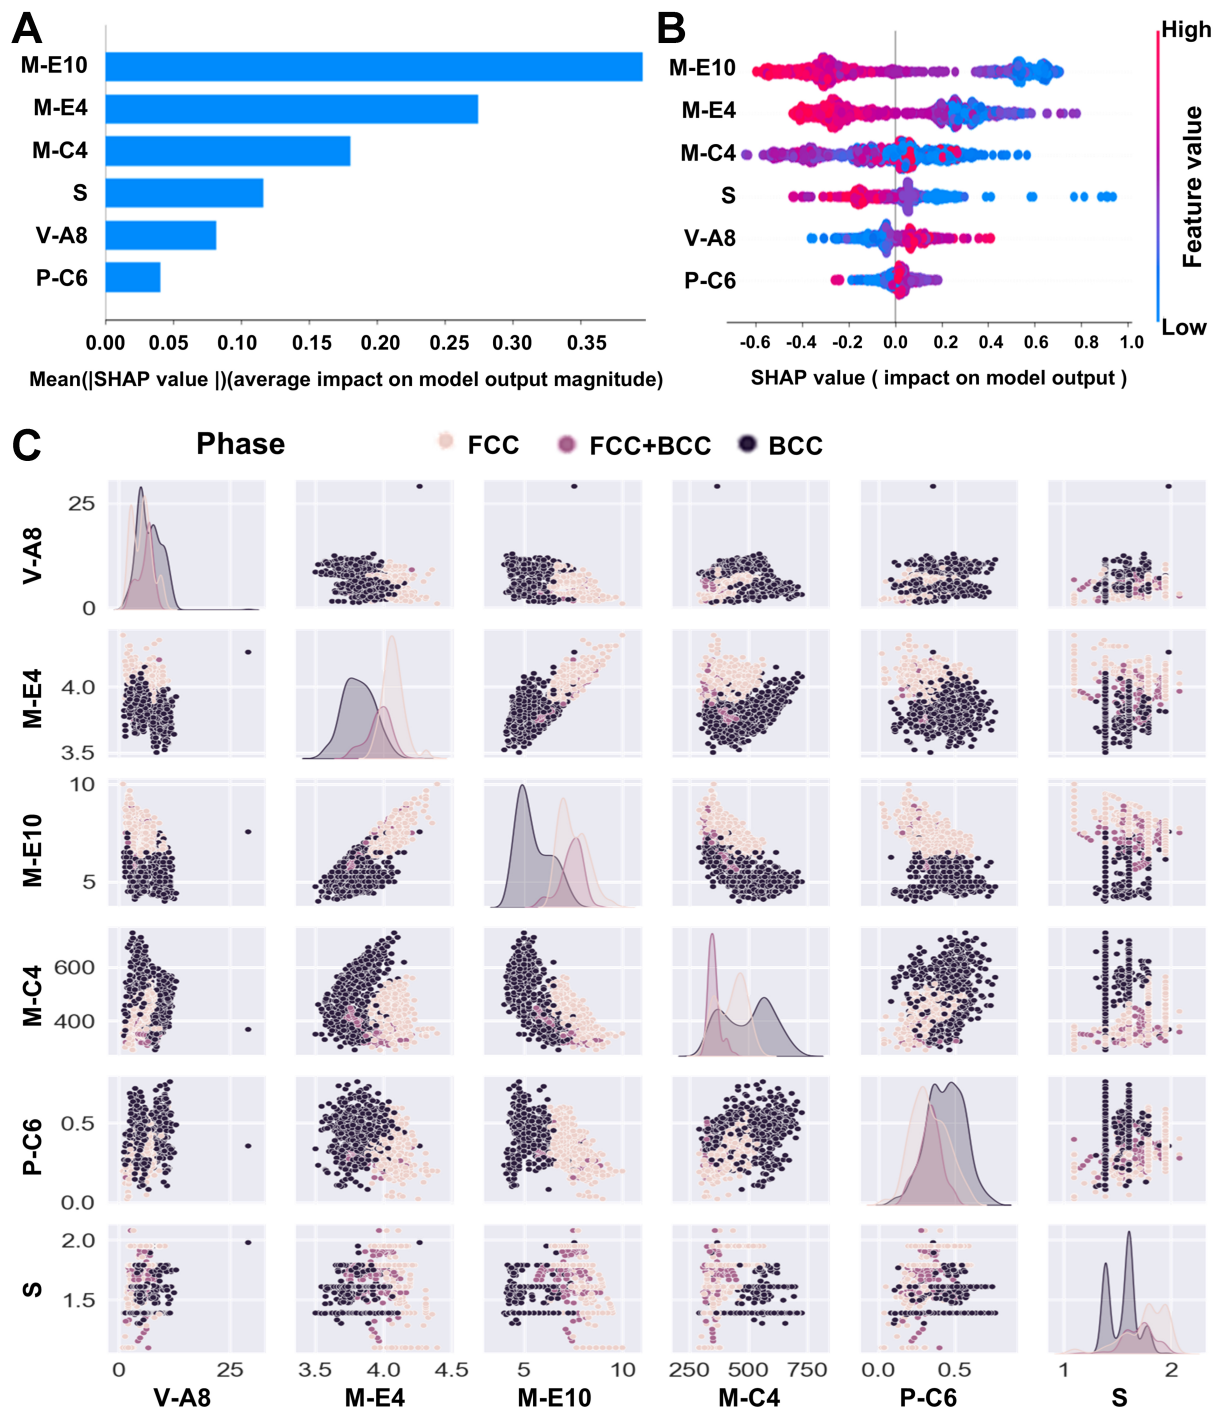 A
M-E10
M-E4
M-C4
S
V-A8
P-C6
0.00 0.05 0.10 0.15 0.20 0.25 0.30 0.35
Mean(|SHAP value |)(average impact on model output magnitude)
B
M-E10
M-E4
M-C4
S
V-A8
P-C6
-0.6 -0.4 -0.2 0.0 0.2 0.4 0.6 0.8 1.0
SHAP value ( impact on model output )
High
Feature value
Low
C
Phase FCC FCC+BCC BCC
V-A8
25
0
M-E4
4.0
3.5
M-E10
10
5
M-C4
600
400
P-C6
0.5
0.0
S
2.0
1.5
0 25 3.5 4.0 4.5 5 10 250 500 750 0.0 0.5 1 2
V-A8 M-E4 M-E10 M-C4 P-C6 S